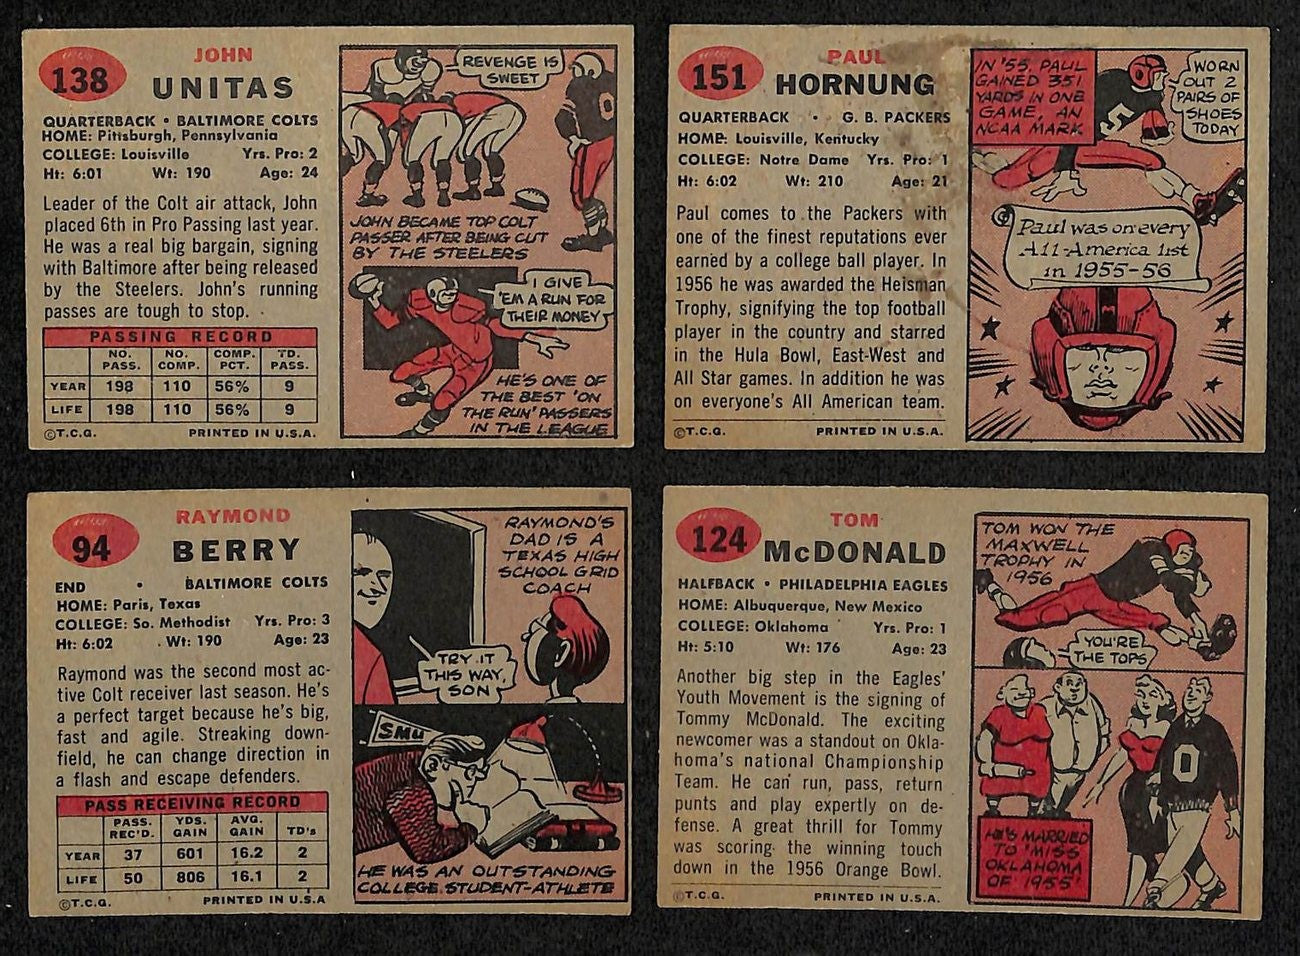 138
JOHN
UNITAS
QUARTERBACK • BALTIMORE COLTS
HOME: Pittsburgh, Pennsylvania
COLLEGE: Louisville Yrs. Pro: 2
Ht: 6:01 Wt: 190 Age: 24
Leader of the Colt air attack, John
placed 6th in Pro Passing last year.
He was a real big bargain, signing
with Baltimore after being released
by the Steelers. John's running
passes are tough to stop.
PASSING RECORD
NO. PASS. NO. COMP. COMP. PCT. TD. PASS.
YEAR 198 110 56% 9
LIFE 198 110 56% 9
©T.C.G. PRINTED IN U.S.A.
REVENGE IS
SWEET
JOHN BECAME TOP COLT
PASSER AFTER BEING CUT
BY THE STEELERS
I GIVE
'EM A RUN FOR
THEIR MONEY
HE'S ONE OF
THE BEST 'ON
THE RUN' PASSERS
IN THE LEAGUE
151
PAUL
HORNUNG
QUARTERBACK • G. B. PACKERS
HOME: Louisville, Kentucky
COLLEGE: Notre Dame Yrs. Pro: 1
Ht: 6:02 Wt: 210 Age: 21
Paul comes to the Packers with
one of the finest reputations ever
earned by a college ball player. In
1956 he was awarded the Heisman
Trophy, signifying the top football
player in the country and starred
in the Hula Bowl, East-West and
All Star games. In addition he was
on everyone's All American team.
©T.C.G. PRINTED IN U.S.A.
IN '55, PAUL
GAINED 351
YARDS IN ONE
GAME, AN
NCAA MARK
5
WORN
OUT 2
PAIRS OF
SHOES
TODAY
Paul was on every
All-America list
in 1955-56
94
RAYMOND
BERRY
END • BALTIMORE COLTS
HOME: Paris, Texas
COLLEGE: So. Methodist Yrs. Pro: 3
Ht: 6:02 Wt: 190 Age: 23
Raymond was the second most ac-
tive Colt receiver last season. He's
a perfect target because he's big,
fast and agile. Streaking down-
field, he can change direction in
a flash and escape defenders.
PASS RECEIVING RECORD
PASS. REC'D. YDS. GAIN AVG. GAIN TD's
YEAR 37 601 16.2 2
LIFE 50 806 16.1 2
©T.C.G. PRINTED IN U.S.A
RAYMOND'S
DAD IS A
TEXAS HIGH
SCHOOL GRID
COACH
TRY IT
THIS WAY,
SON
SMU
HE WAS AN OUTSTANDING
COLLEGE STUDENT-ATHLETE
124
TOM
McDONALD
HALFBACK • PHILADELPHIA EAGLES
HOME: Albuquerque, New Mexico
COLLEGE: Oklahoma Yrs. Pro: 1
Ht: 5:10 Wt: 176 Age: 23
Another big step in the Eagles'
Youth Movement is the signing of
Tommy McDonald. The exciting
newcomer was a standout on Okla-
homa's national Championship
Team. He can run, pass, return
punts and play expertly on de-
fense. A great thrill for Tommy
was scoring the winning touch
down in the 1956 Orange Bowl.
©T.C.G. PRINTED IN U.S.A.
TOM WON THE
MAXWELL
TROPHY IN
1956
YOU'RE
THE TOPS
HE'S MARRIED
TO 'MISS
OKLAHOMA
OF 1955'